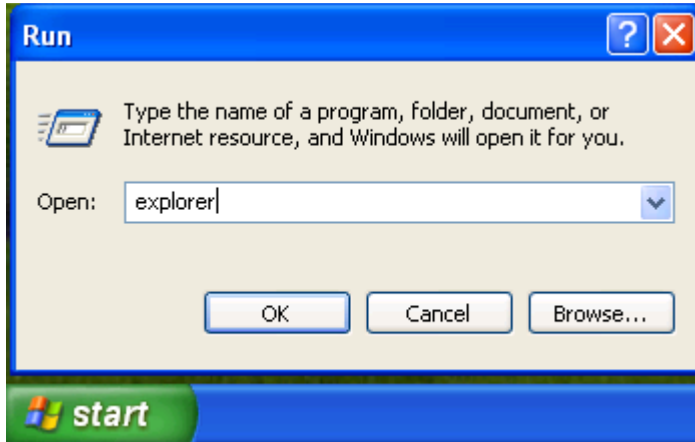 Run
Type the name of a program, folder, document, or
Internet resource, and Windows will open it for you.
Open: explorer
OK Cancel Browse...
start